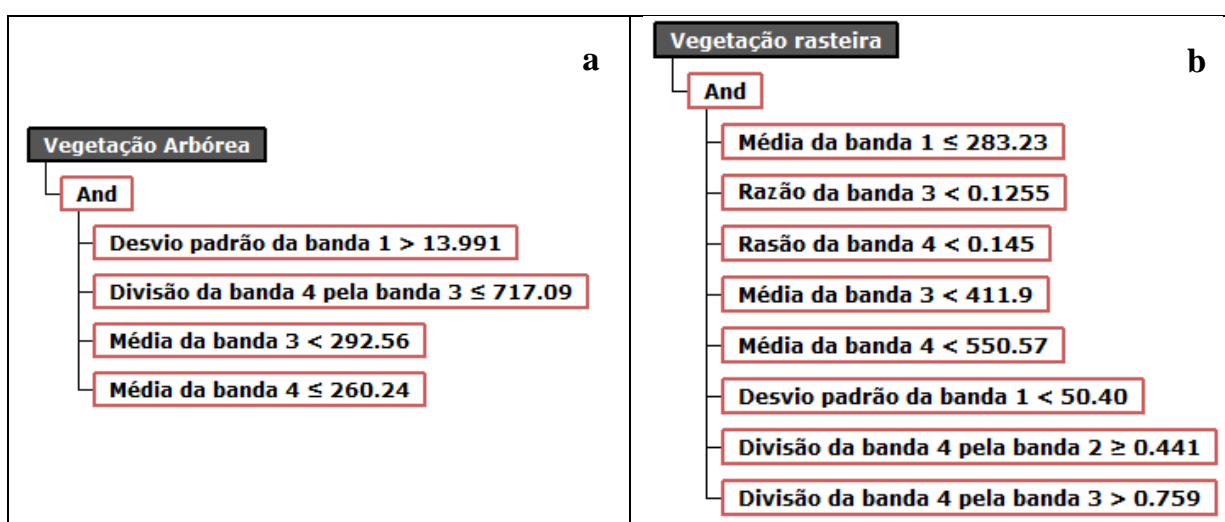 a
Vegetação Arbórea
And
Desvio padrão da banda 1 > 13.991
Divisão da banda 4 pela banda 3 ≤ 717.09
Média da banda 3 < 292.56
Média da banda 4 ≤ 260.24
b
Vegetação rasteira
And
Média da banda 1 ≤ 283.23
Razão da banda 3 < 0.1255
Rasão da banda 4 < 0.145
Média da banda 3 < 411.9
Média da banda 4 < 550.57
Desvio padrão da banda 1 < 50.40
Divisão da banda 4 pela banda 2 ≥ 0.441
Divisão da banda 4 pela banda 3 > 0.759